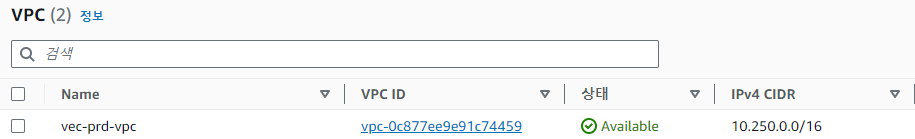 VPC (2) 정보
검색
Name VPC ID 상태 IPv4 CIDR
vec-prd-vpc vpc-0c877ee9e91c74459 Available 10.250.0.0/16